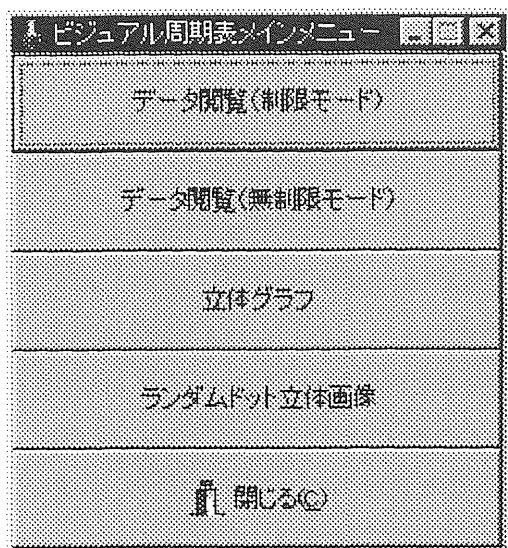 ビジュアル周期表メインメニュー
データ閲覧(制限モード)
データ閲覧(無制限モード)
立体グラフ
ランダムドット立体画像
閉じる(C)